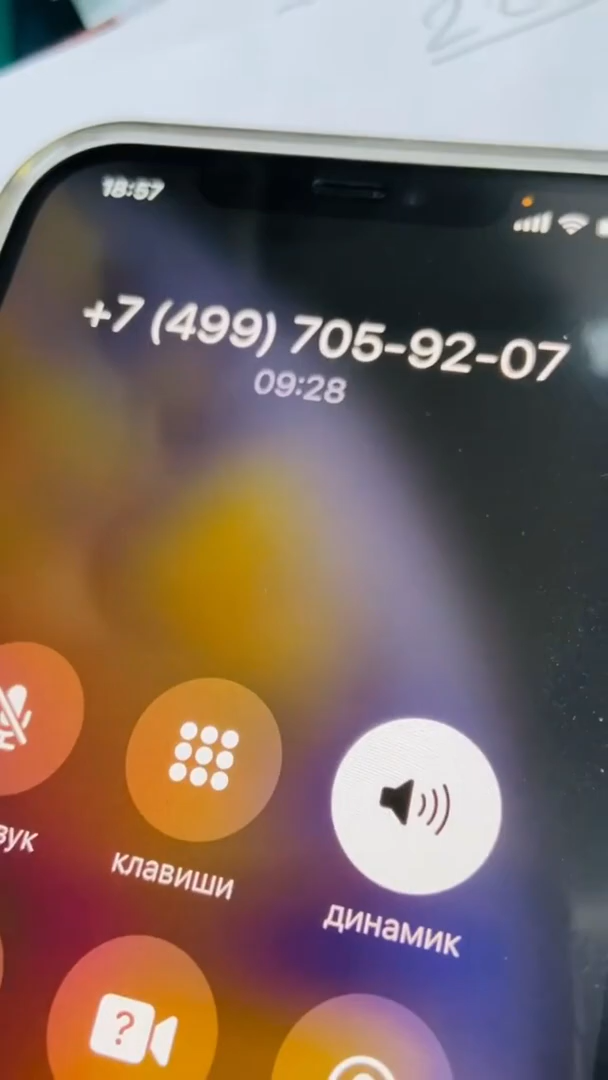 18:57
+7 (499) 705-92-07
09:28
клавиши
динамик
?